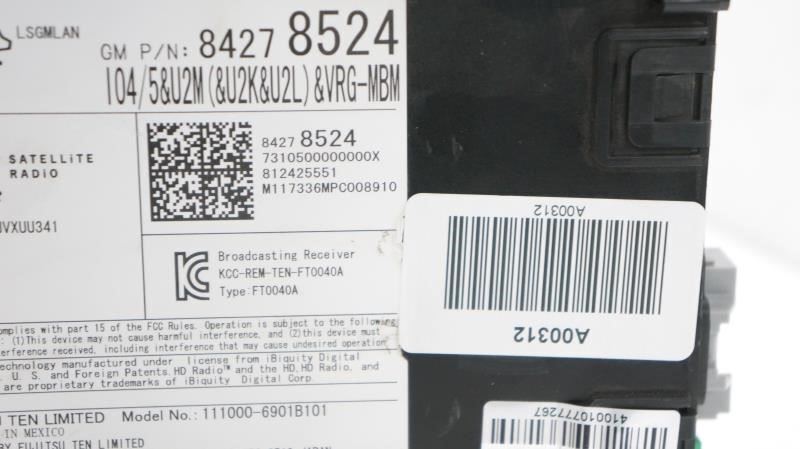 LSGMLAN
GM P/N: 8427 8524
I04/5&U2M(&U2K&U2L)&VRG-MBM
SATELLITE
RADIO
8427 8524
7310500000000X
812425551
M117336MPC008910
VXUU341
Broadcasting Receiver
KCC-REM-TEN-FT0040A
Type:FT0040A
A00312
A00312
complies with part 15 of the FCC Rules. Operation is subject to the following
: (1)This device may not cause harmful interference, and (2)this device must
interference received, including interference that may cause undesired operation
technology manufactured under license from iBiquity Digital
U. S. and Foreign Patents. HD Radio™ and the HD, HD Radio, and
are proprietary trademarks of iBiquity Digital Corp.
TEN LIMITED Model No.: 111000-6901B101
IN MEXICO
BY FUJITSU TEN LIMITED
410010777267